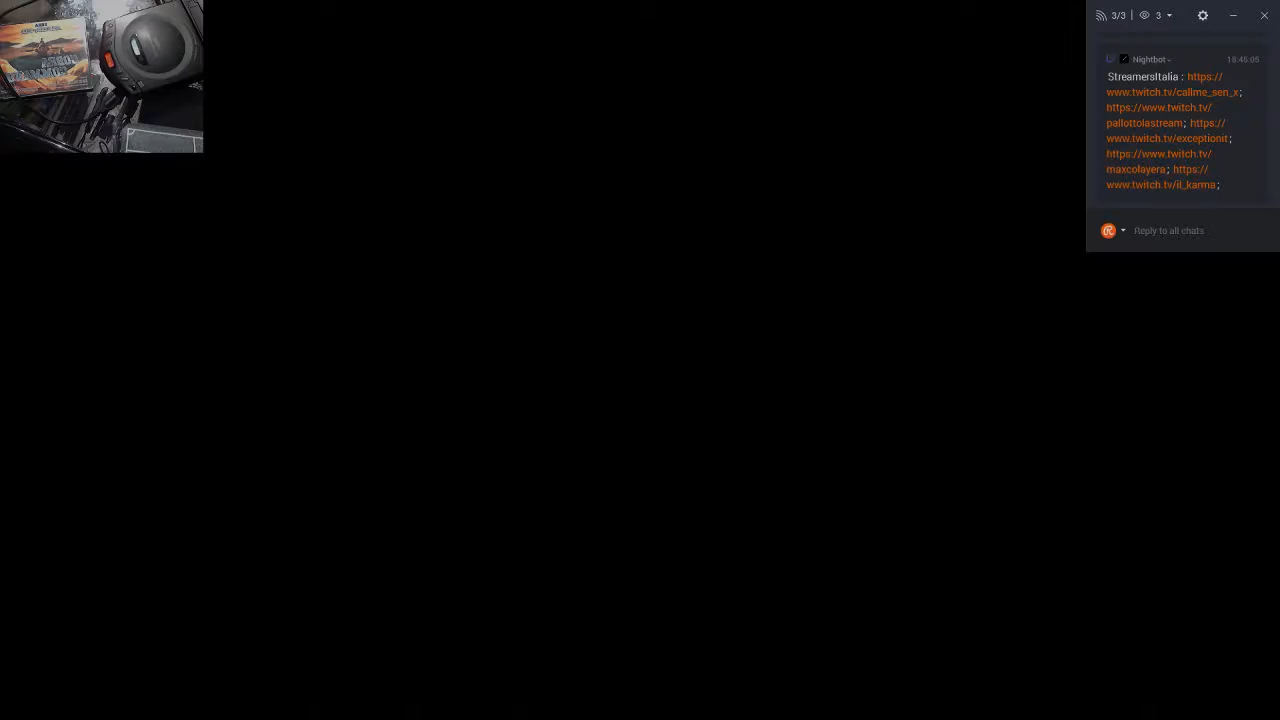 3/3
3
Nightbot
18:45:05
StreamersItalia : https://
www.twitch.tv/callme_sen_x;
https://www.twitch.tv/
pallottolastream; https://
www.twitch.tv/exceptionit;
https://www.twitch.tv/
maxcolayera; https://
www.twitch.tv/il_karma;
Reply to all chats